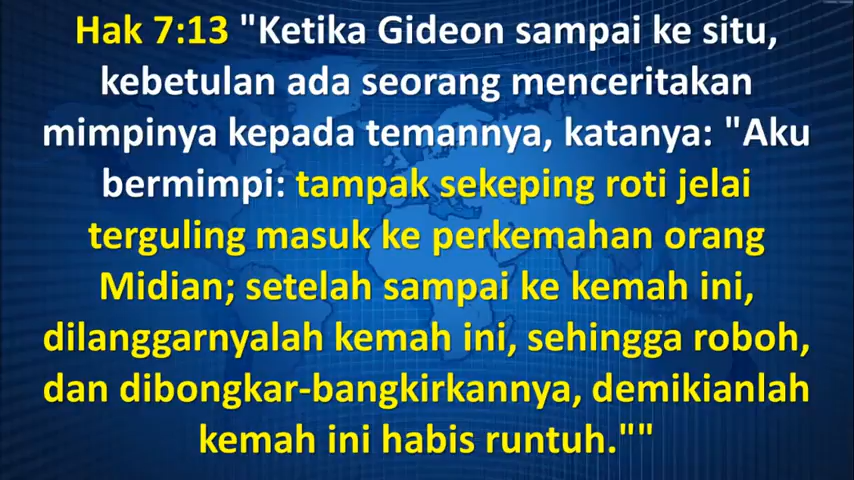 Hak 7:13 "Ketika Gideon sampai ke situ,
kebetulan ada seorang menceritakan
mimpinya kepada temannya, katanya: "Aku
bermimpi: tampak sekeping roti jelai
terguling masuk ke perkemahan orang
Midian; setelah sampai ke kemah ini,
dilanggarnyalah kemah ini, sehingga roboh,
dan dibongkar-bangkirkannya, demikianlah
kemah ini habis runtuh.""